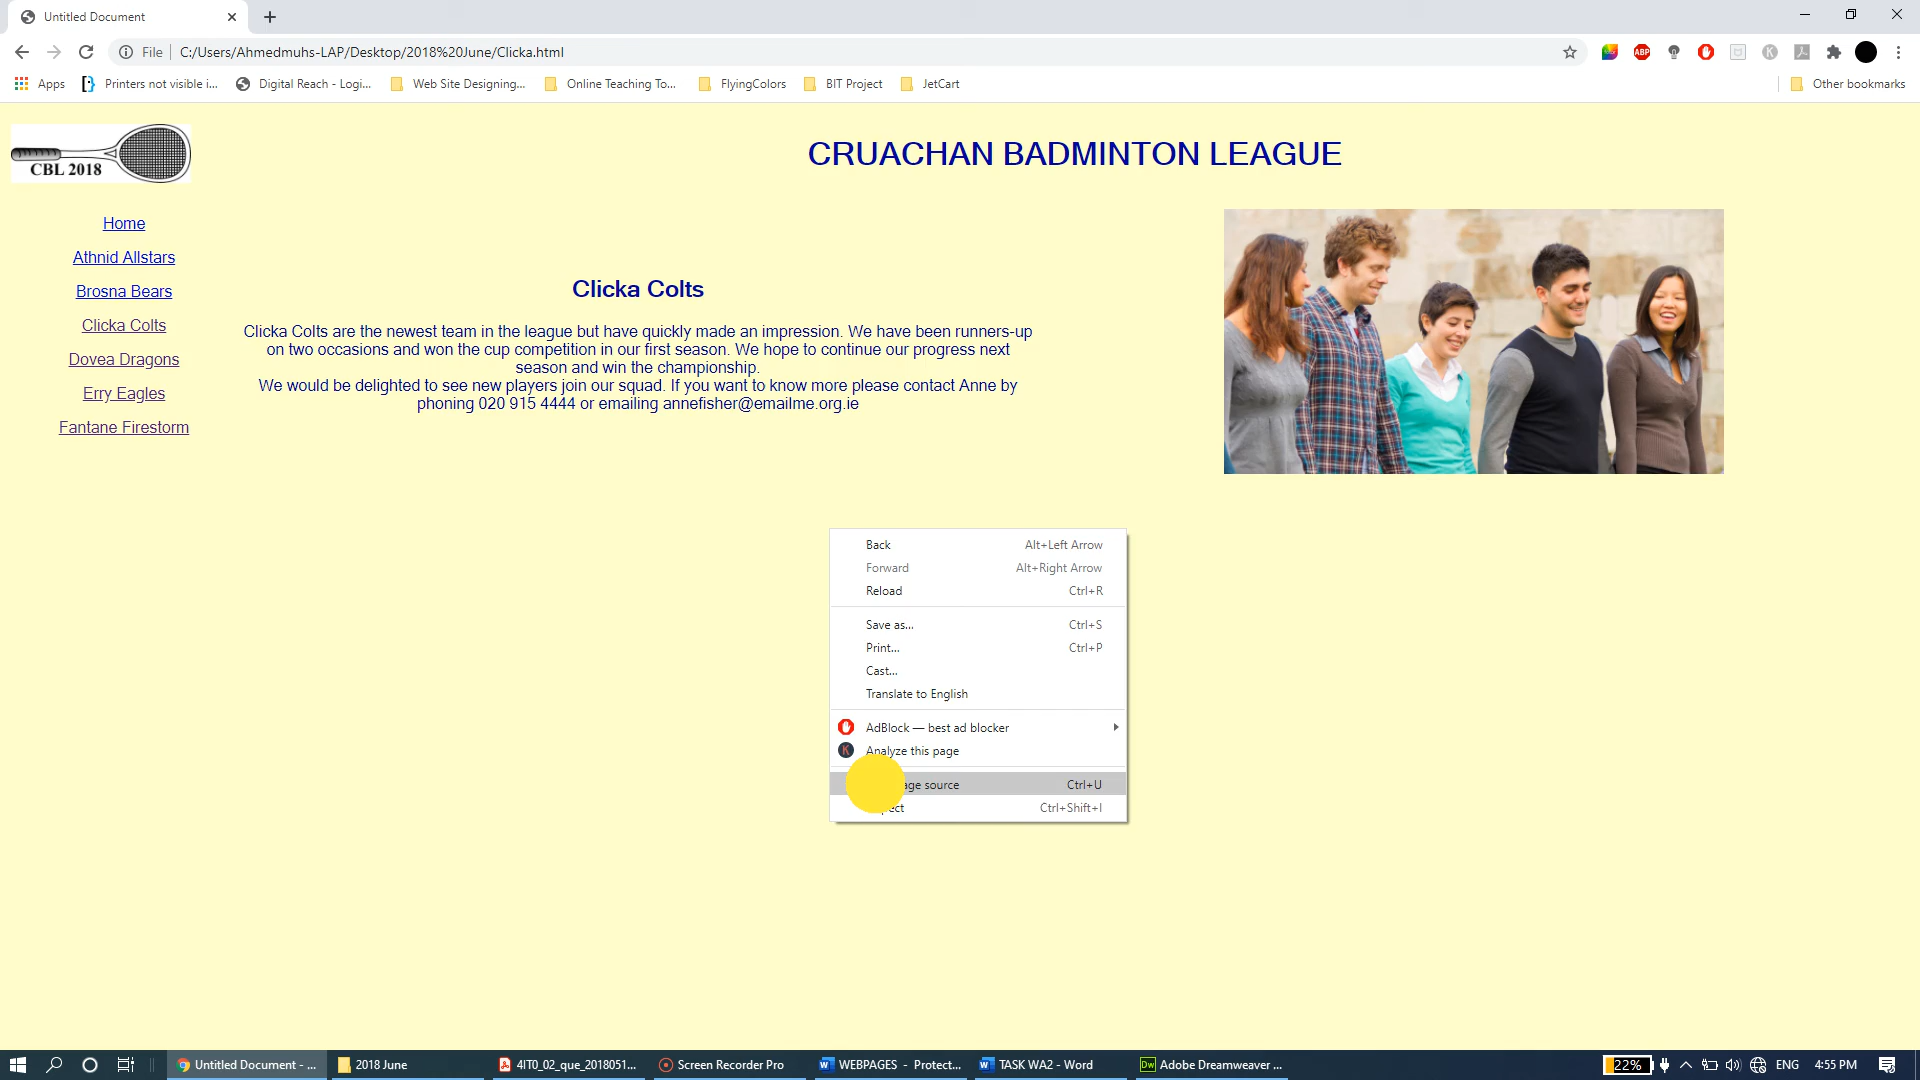 Untitled Document
File
C:/Users/Ahmedmuhs-LAP/Desktop/2018%20June/Clicka.html
Apps
Printers not visible i...
Digital Reach - Logi...
Web Site Designing...
Online Teaching To...
FlyingColors
BIT Project
JetCart
Other bookmarks
CBL 2018
CRUACHAN BADMINTON LEAGUE
Home
Athnid Allstars
Brosna Bears
Clicka Colts
Dovea Dragons
Erry Eagles
Fantane Firestorm
Clicka Colts
Clicka Colts are the newest team in the league but have quickly made an impression. We have been runners-up
on two occasions and won the cup competition in our first season. We hope to continue our progress next
season and win the championship.
We would be delighted to see new players join our squad. If you want to know more please contact Anne by
phoning 020 915 4444 or emailing annefisher@emailme.org.ie
Back Alt+Left Arrow
Forward Alt+Right Arrow
Reload Ctrl+R
Save as... Ctrl+S
Print... Ctrl+P
Cast...
Translate to English
AdBlock — best ad blocker
Analyze this page
source Ctrl+U
Ctrl+Shift+I
Untitled Document - ...
2018 June
4IT0_02_que_2018051...
Screen Recorder Pro
WEBPAGES - Protect...
TASK WA2 - Word
Adobe Dreamweaver ...
22%
ENG
4:55 PM